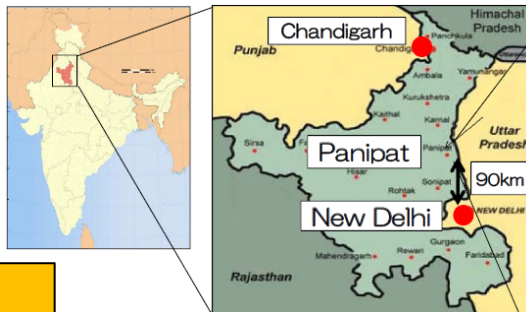 Himachal
Pradesh
Chandigarh
Panchkula
Punjab
Ambala
Yamunanagar
Kurukshetra
Kaithal
Karnal
Uttar
Pradesh
Panipat
Panipat
Sirsa
Hisar
90km
Rohtak
Sonipat
New Delhi
NEW DELHI
Gurgaon
Mahendragarh
Rewari
Faridabad
Rajasthan